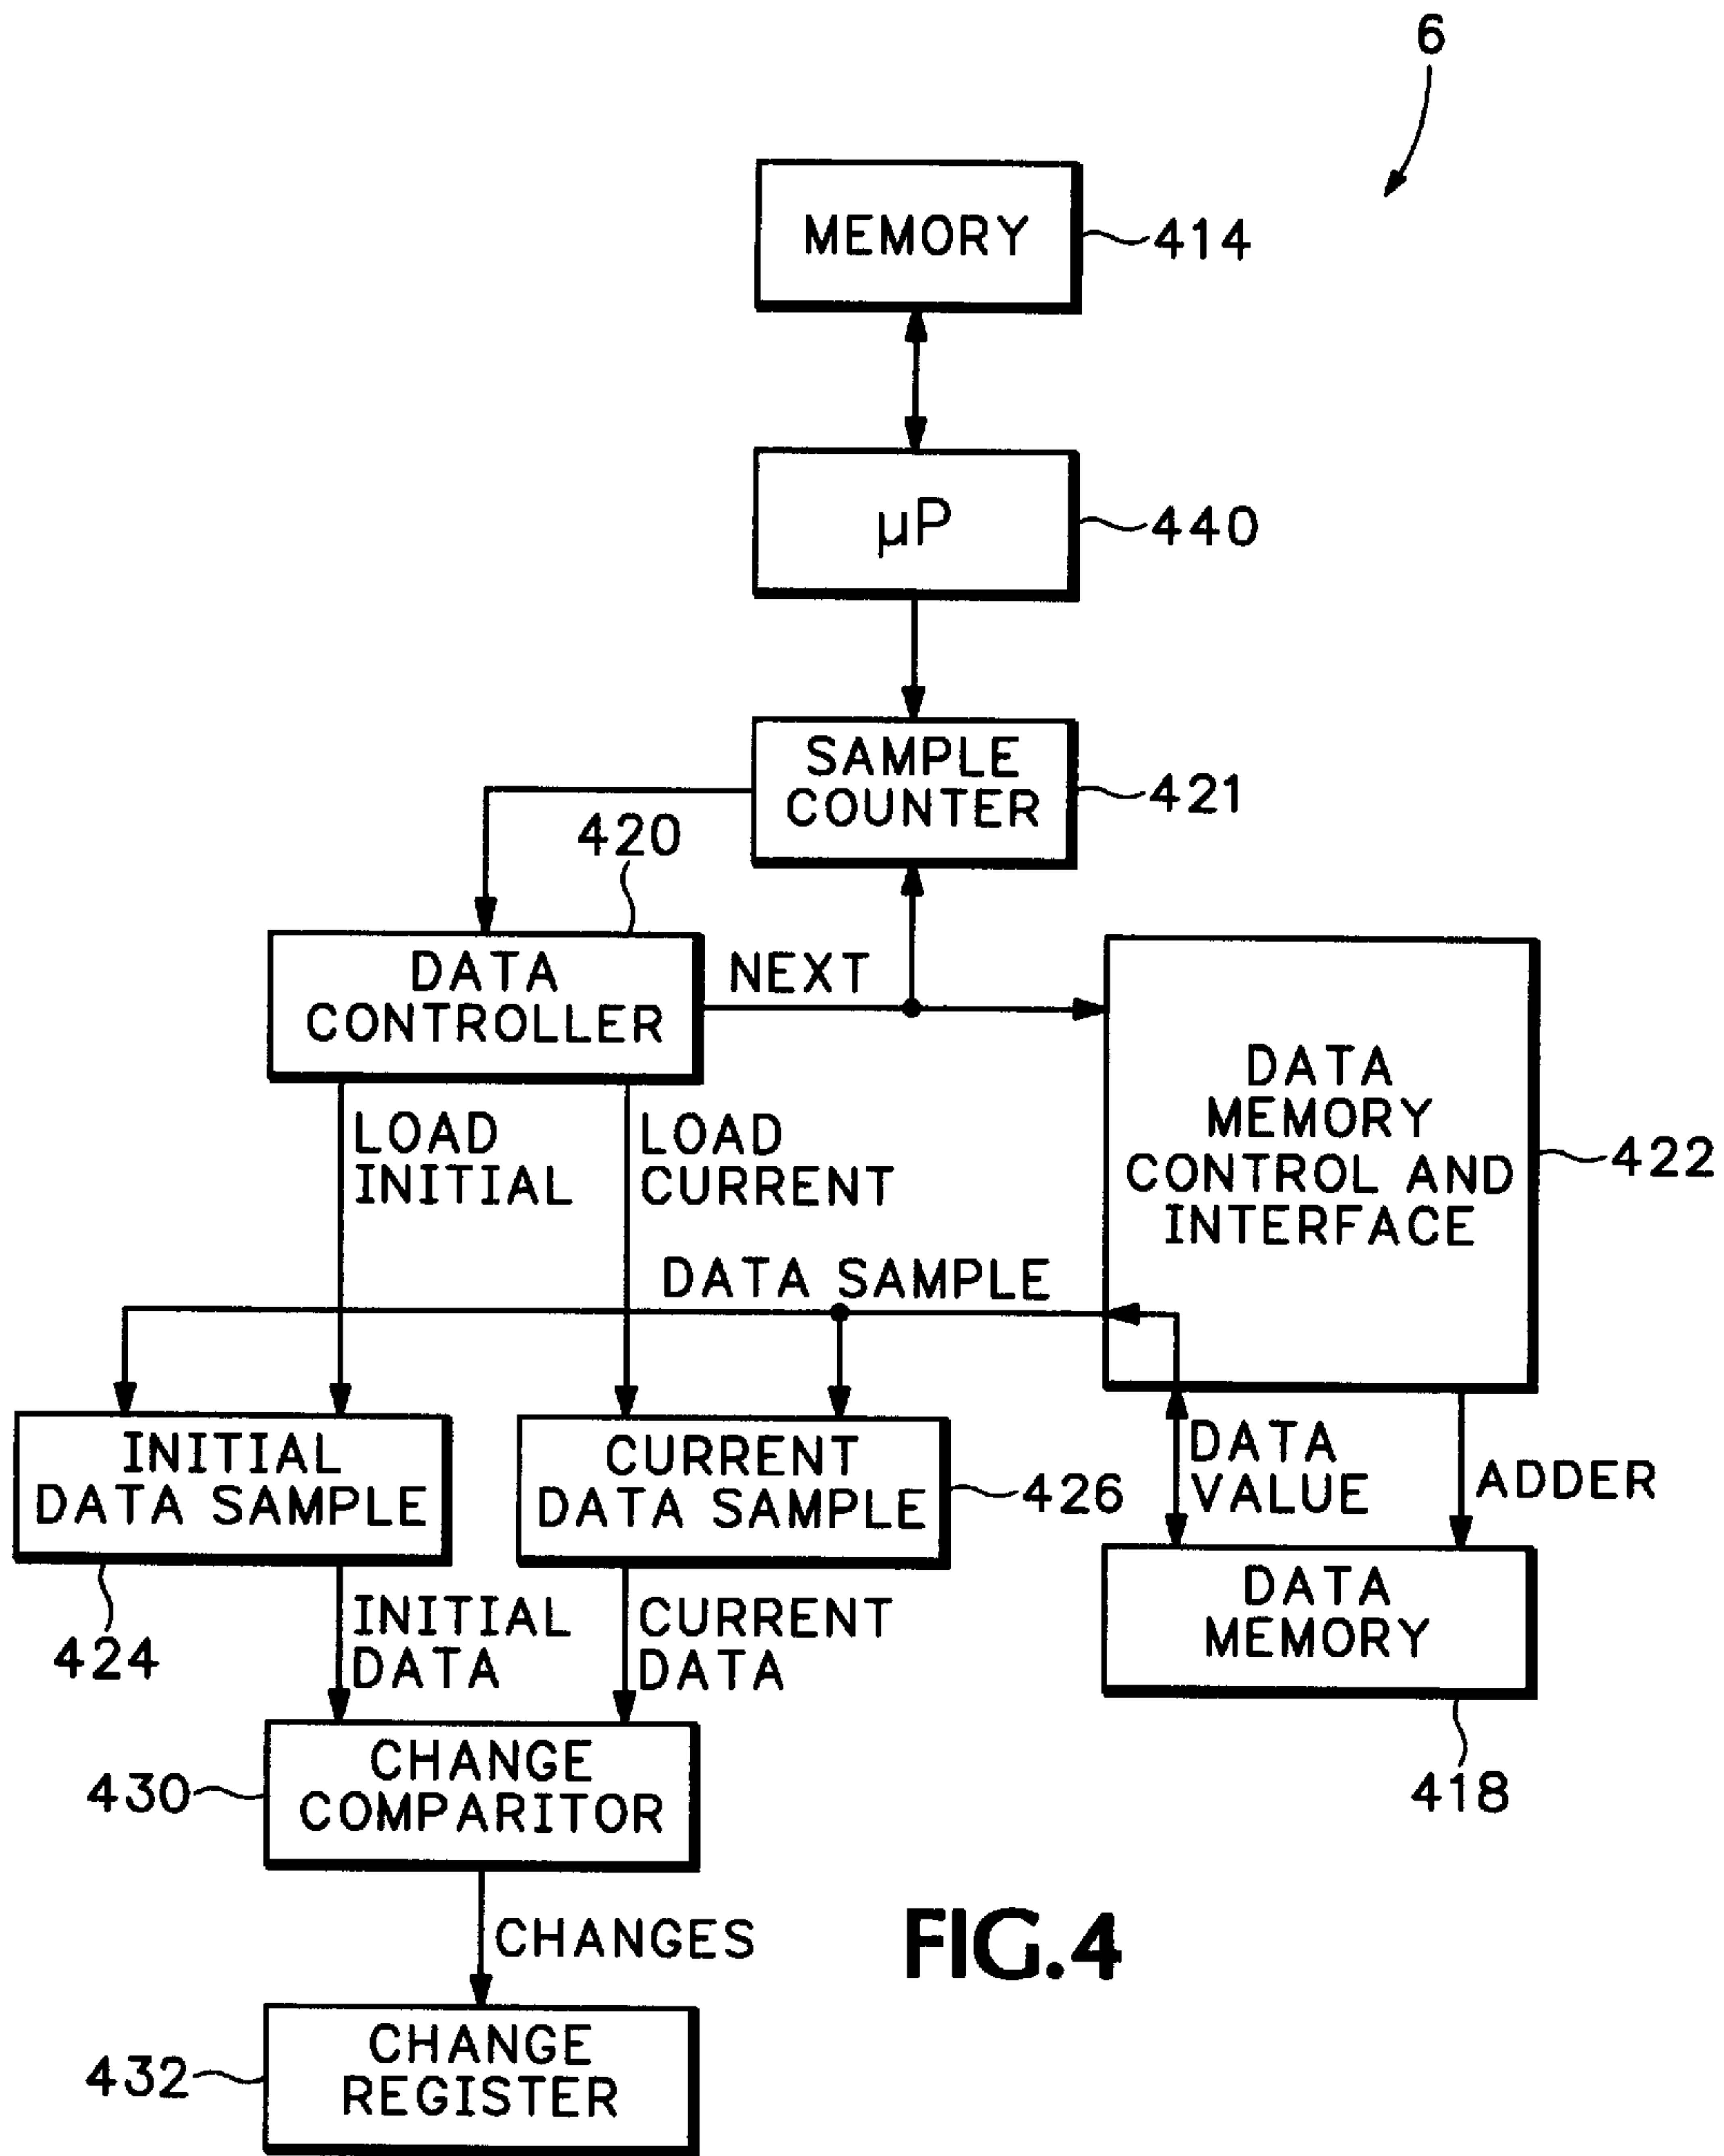 6
MEMORY
414
µP
440
SAMPLE
COUNTER
421
420
DATA
CONTROLLER
NEXT
DATA
MEMORY
CONTROL AND
INTERFACE
422
LOAD
INITIAL
LOAD
CURRENT
DATA SAMPLE
INITIAL
DATA SAMPLE
424
CURRENT
DATA SAMPLE
426
DATA
VALUE
ADDER
DATA
MEMORY
418
INITIAL
DATA
CURRENT
DATA
CHANGE
COMPARITOR
430
CHANGES
CHANGE
REGISTER
432
FIG.4